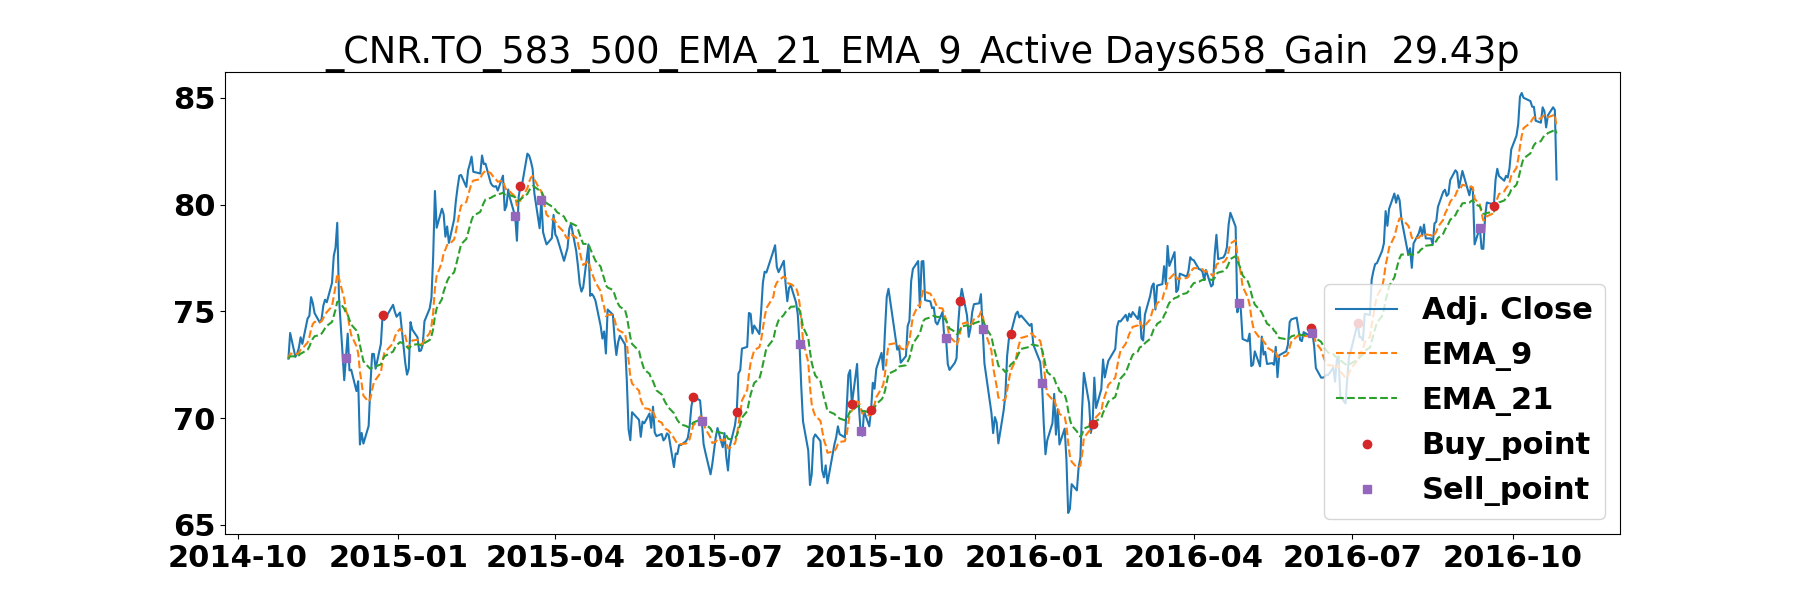 _CNR.TO_583_500_EMA_21_EMA_9_Active Days658_Gain  29.43p
85
80
75
70
65
Adj. Close
EMA_9
EMA_21
Buy_point
Sell_point
2014-10 2015-01 2015-04 2015-07 2015-10 2016-01 2016-04 2016-07 2016-10